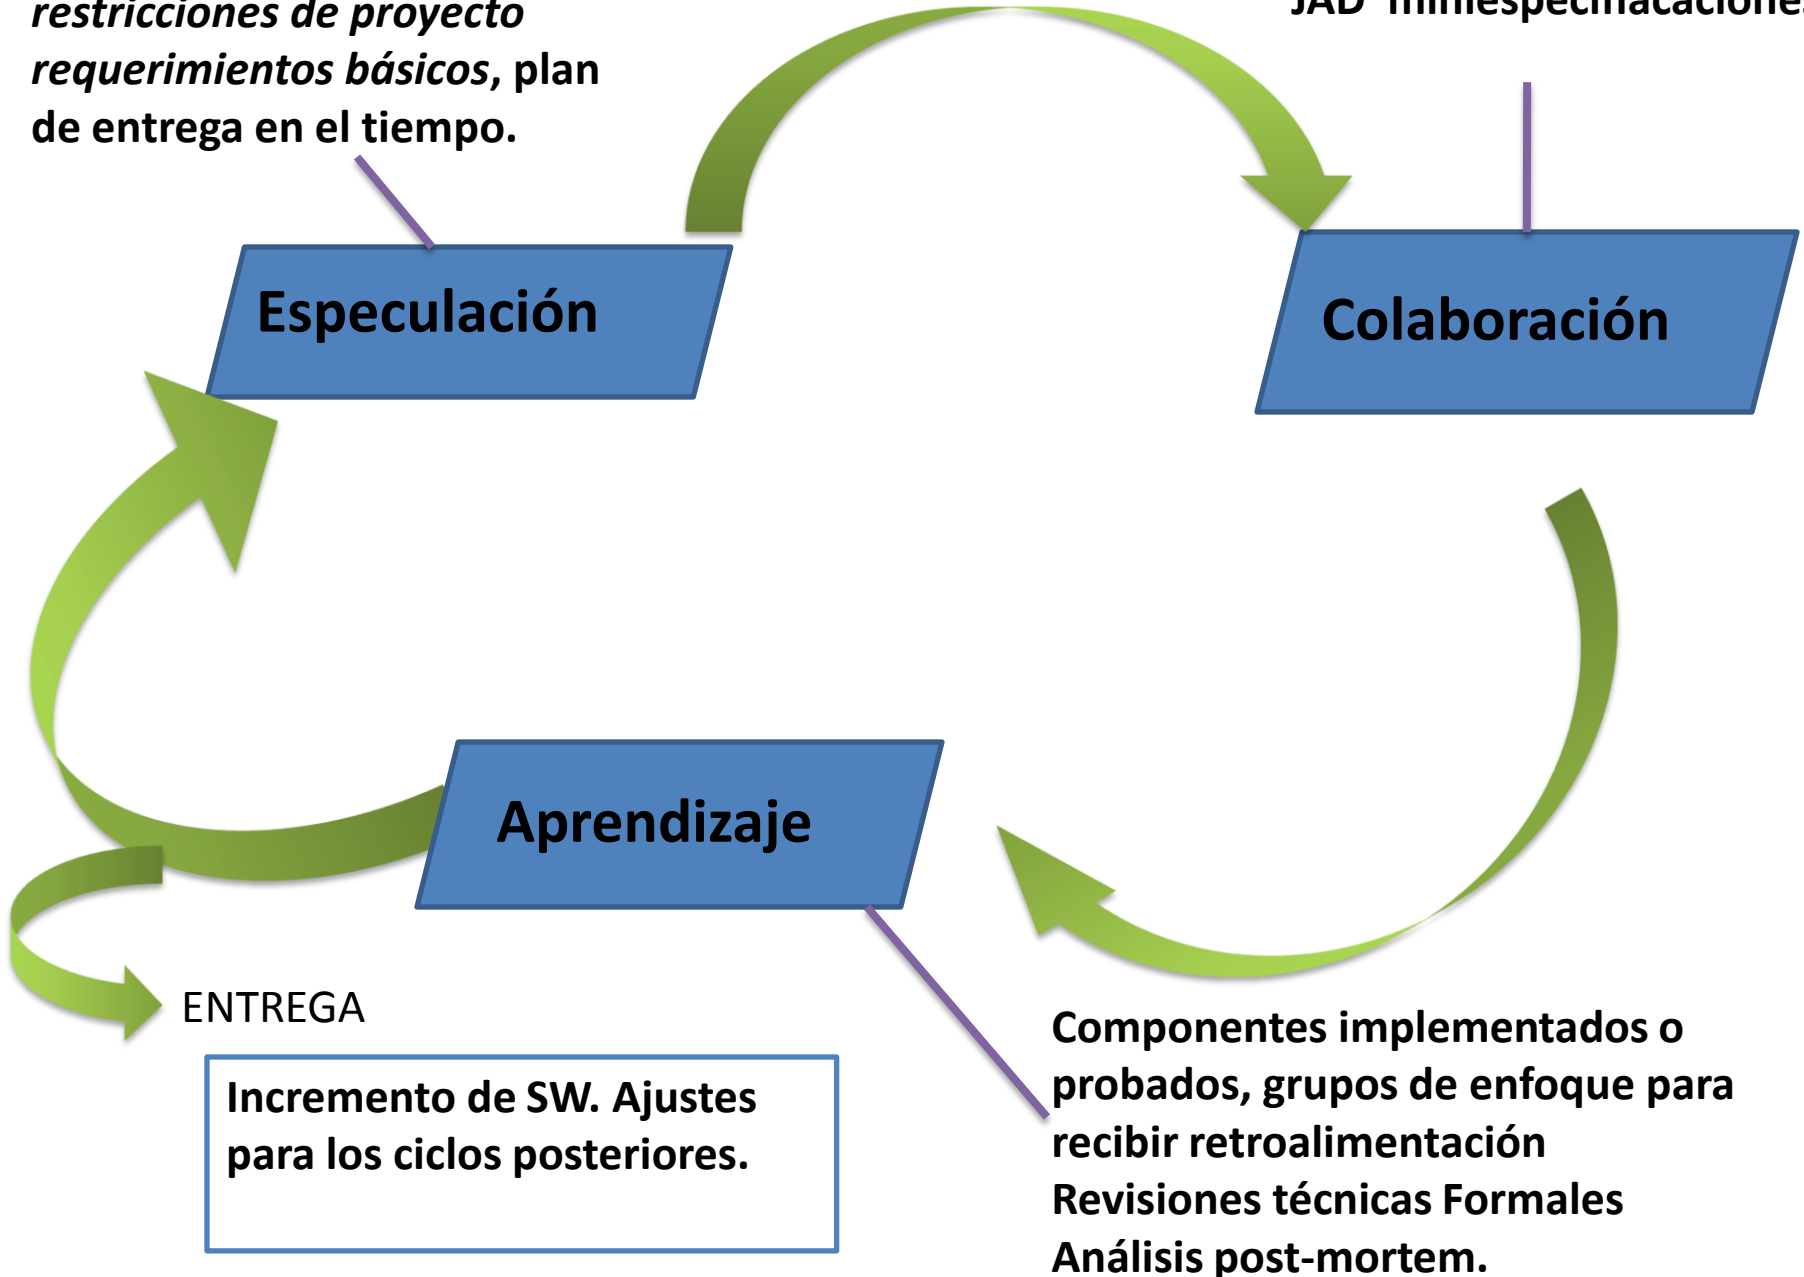 restricciones de proyecto
requerimientos básicos, plan
de entrega en el tiempo.
JAD miniespecifiacaciones
Especulación
Colaboración
Aprendizaje
ENTREGA
Incremento de SW. Ajustes
para los ciclos posteriores.
Componentes implementados o
probados, grupos de enfoque para
recibir retroalimentación
Revisiones técnicas Formales
Análisis post-mortem.